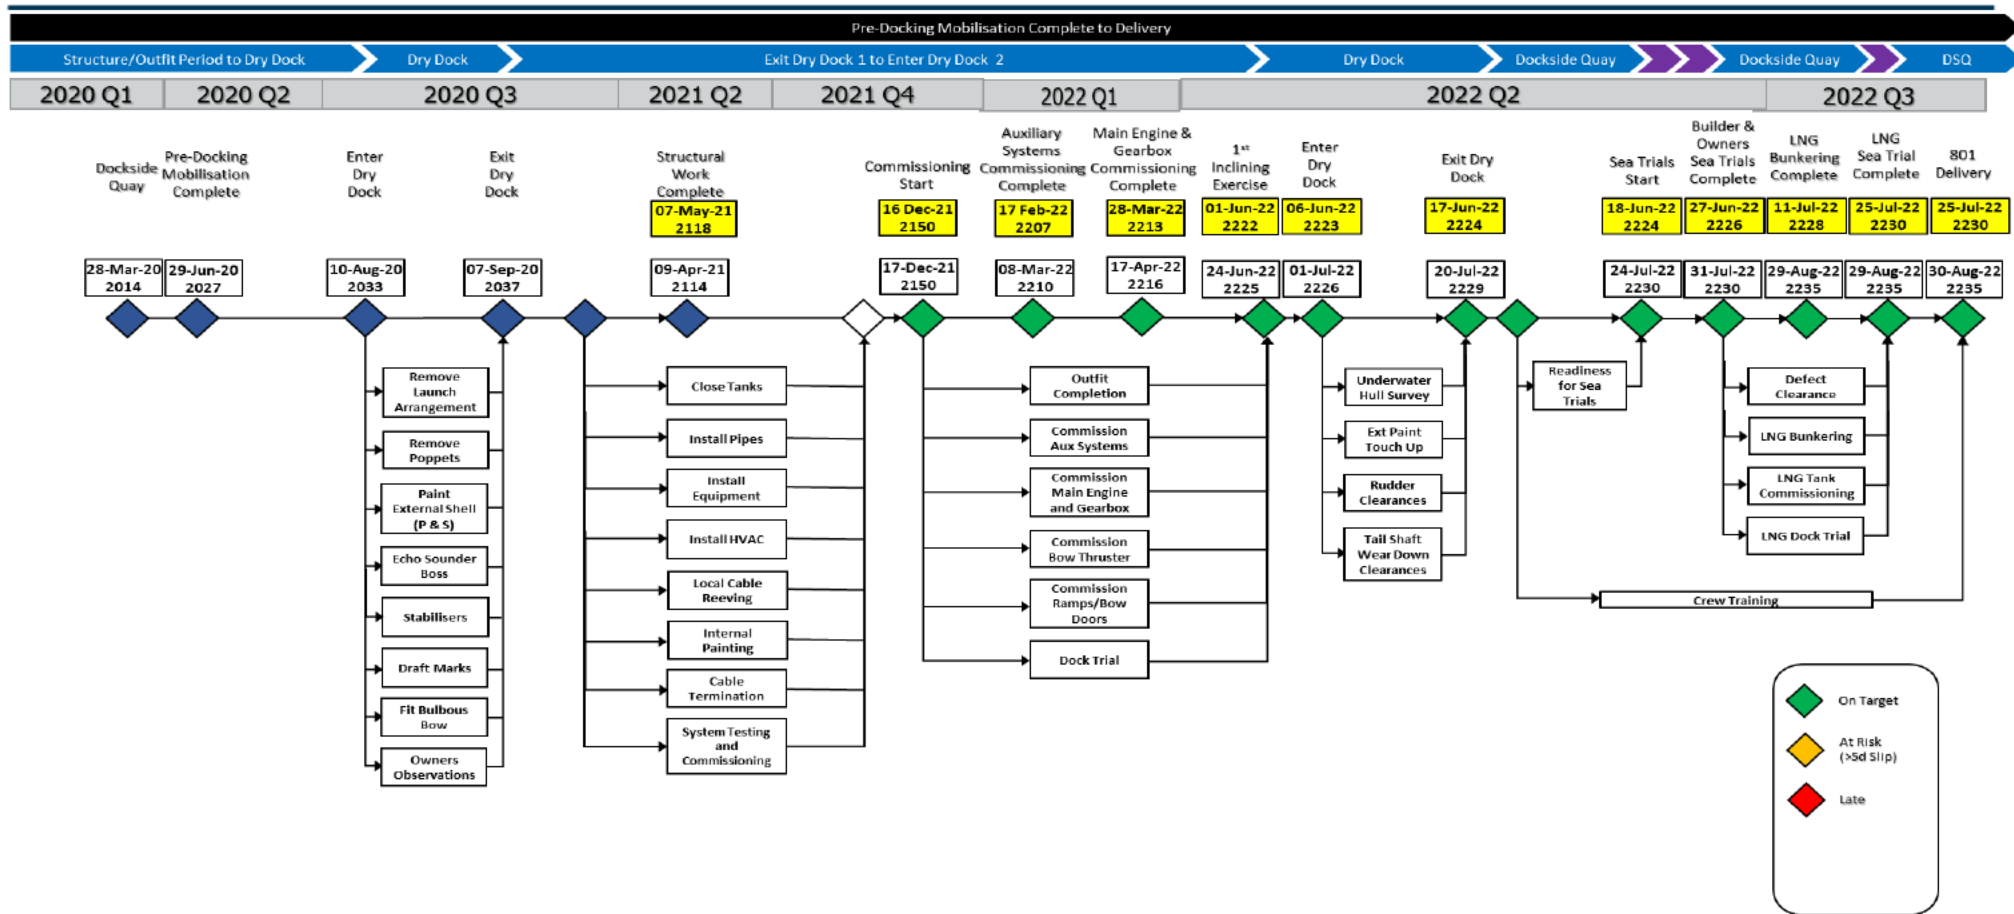 Pre-Docking Mobilisation Complete to Delivery
Structure/Outfit Period to Dry Dock
Dry Dock
Exit Dry Dock 1 to Enter Dry Dock 2
Dry Dock
Dockside Quay
Dockside Quay
DSQ
2020 Q1
2020 Q2
2020 Q3
2021 Q2
2021 Q4
2022 Q1
2022 Q2
2022 Q3
Dockside
Quay
Pre-Docking
Mobilisation
Complete
Enter
Dry
Dock
Exit
Dry
Dock
Structural
Work
Complete
Commissioning
Start
Auxiliary
Systems
Commissioning
Complete
Main Engine &
Gearbox
Commissioning
Complete
1st
Inclining
Exercise
Enter
Dry
Dock
Exit Dry
Dock
Sea Trials
Start
Builder &
Owners
Sea Trials
Complete
LNG
Bunkering
Complete
LNG
Sea Trial
Complete
801
Delivery
07-May-21
2118
16 Dec-21
2150
17 Feb-22
2207
28-Mar-22
2213
01-Jun-22
2222
06-Jun-22
2223
17-Jun-22
2224
18-Jun-22
2224
27-Jun-22
2226
11-Jul-22
2228
25-Jul-22
2230
25-Jul-22
2230
28-Mar-20
2014
29-Jun-20
2027
10-Aug-20
2033
07-Sep-20
2037
09-Apr-21
2114
17-Dec-21
2150
08-Mar-22
2210
17-Apr-22
2216
24-Jun-22
2225
01-Jul-22
2226
20-Jul-22
2229
24-Jul-22
2230
31-Jul-22
2230
29-Aug-22
2235
29-Aug-22
2235
30-Aug-22
2235
Remove
Launch
Arrangement
Remove
Poppets
Paint
External Shell
(P & S)
Echo Sounder
Boss
Stabilisers
Draft Marks
Fit Bulbous
Bow
Owners
Observations
Close Tanks
Install Pipes
Install
Equipment
Install HVAC
Local Cable
Reeving
Internal
Painting
Cable
Termination
System Testing
and
Commissioning
Outfit
Completion
Commission
Aux Systems
Commission
Main Engine
and Gearbox
Commission
Bow Thruster
Commission
Ramps/Bow
Doors
Dock Trial
Underwater
Hull Survey
Ext Paint
Touch Up
Rudder
Clearances
Tail Shaft
Wear Down
Clearances
Readiness
for Sea
Trials
Defect
Clearance
LNG Bunkering
LNG Tank
Commissioning
LNG Dock Trial
Crew Training
On Target
At Risk
(>5d Slip)
Late